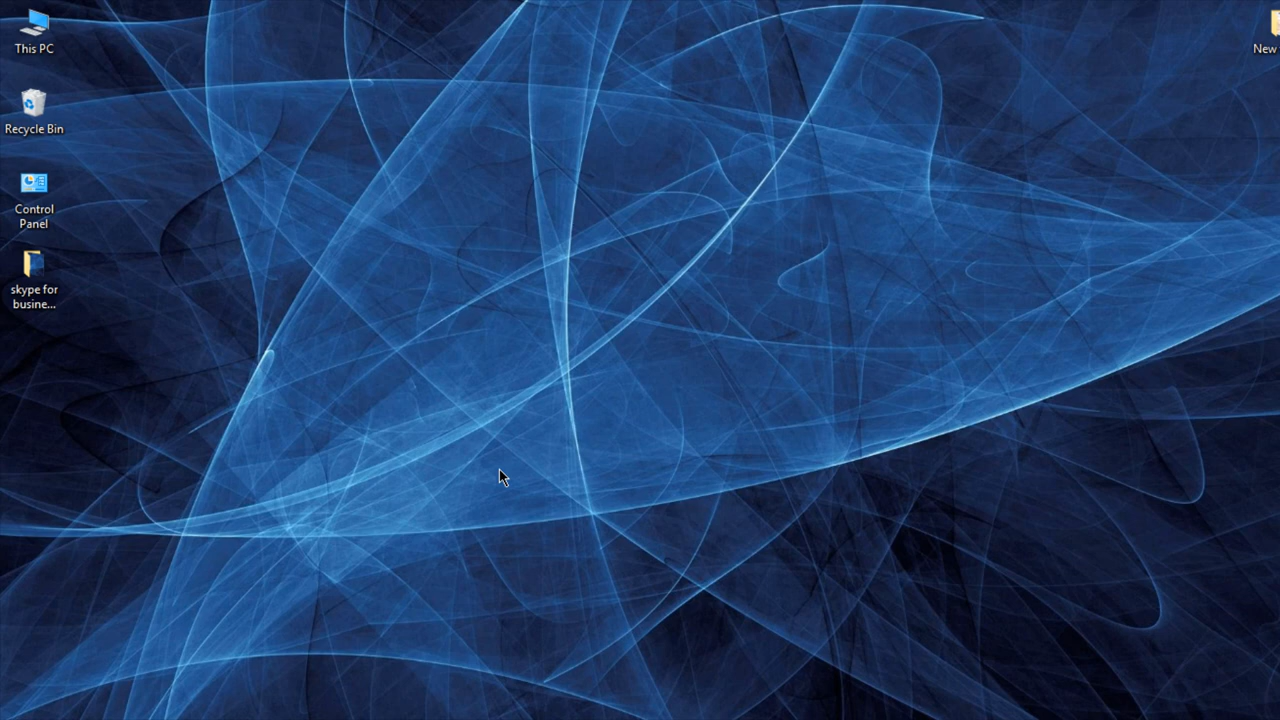 This PC
Recycle Bin
Control
Panel
skype for
busine...
New